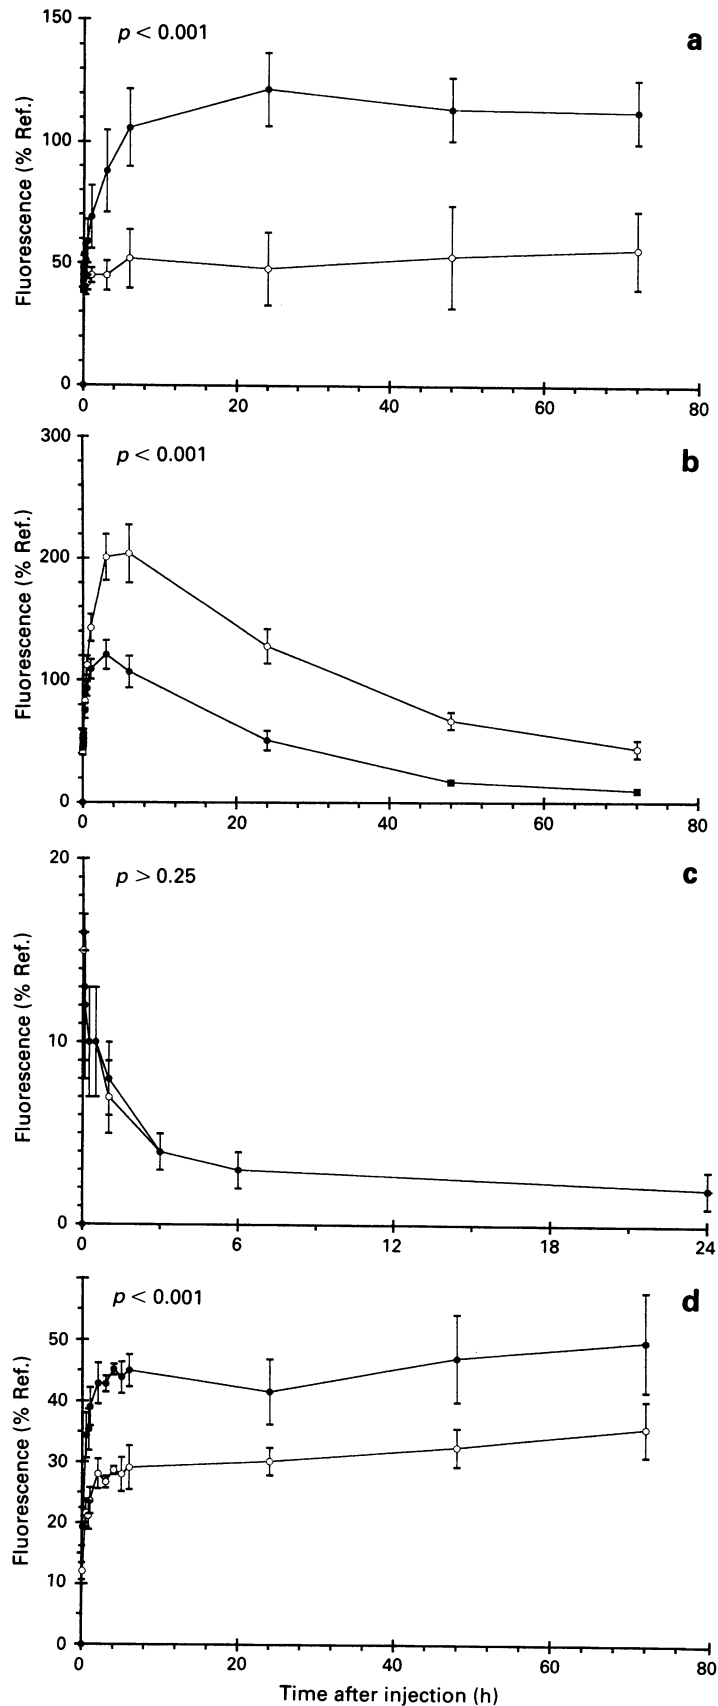 a
p < 0.001
150
100
50
0
Fluorescence (% Ref.)
0 20 40 60 80
b
p < 0.001
300
200
100
0
Fluorescence (% Ref.)
0 20 40 60 80
c
p > 0.25
20
10
0
Fluorescence (% Ref.)
0 6 12 18 24
d
p < 0.001
50
40
30
20
10
0
Fluorescence (% Ref.)
0 20 40 60 80
Time after injection (h)